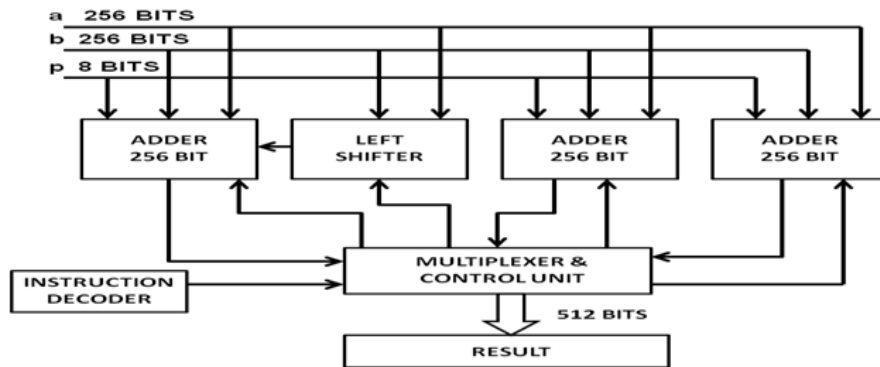 a 256 BITS
b 256 BITS
p 8 BITS
ADDER
256 BIT
LEFT
SHIFTER
ADDER
256 BIT
ADDER
256 BIT
MULTIPLEXER &
CONTROL UNIT
INSTRUCTION
DECODER
512 BITS
RESULT